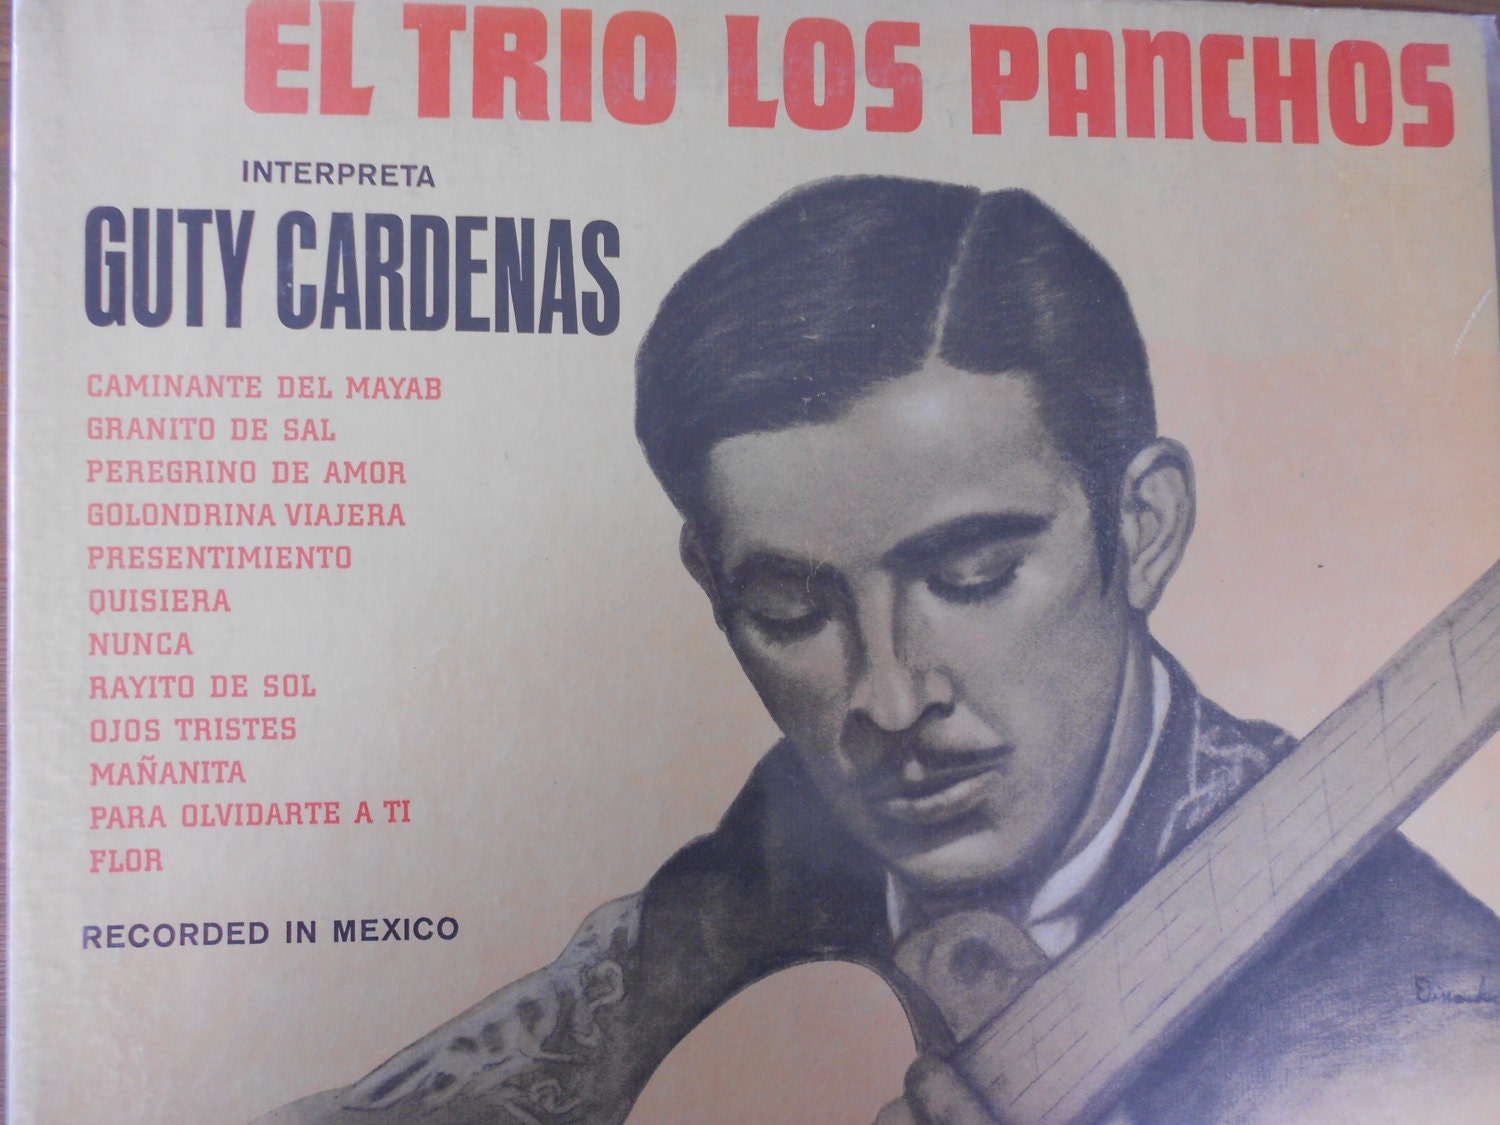 EL TRIO LOS PANCHOS
INTERPRETA
GUTY CARDENAS
CAMINANTE DEL MAYAB
GRANITO DE SAL
PEREGRINO DE AMOR
GOLONDRINA VIAJERA
PRESENTIMIENTO
QUISIERA
NUNCA
RAYITO DE SOL
OJOS TRISTES
MAÑANITA
PARA OLVIDARTE A TI
FLOR
RECORDED IN MEXICO